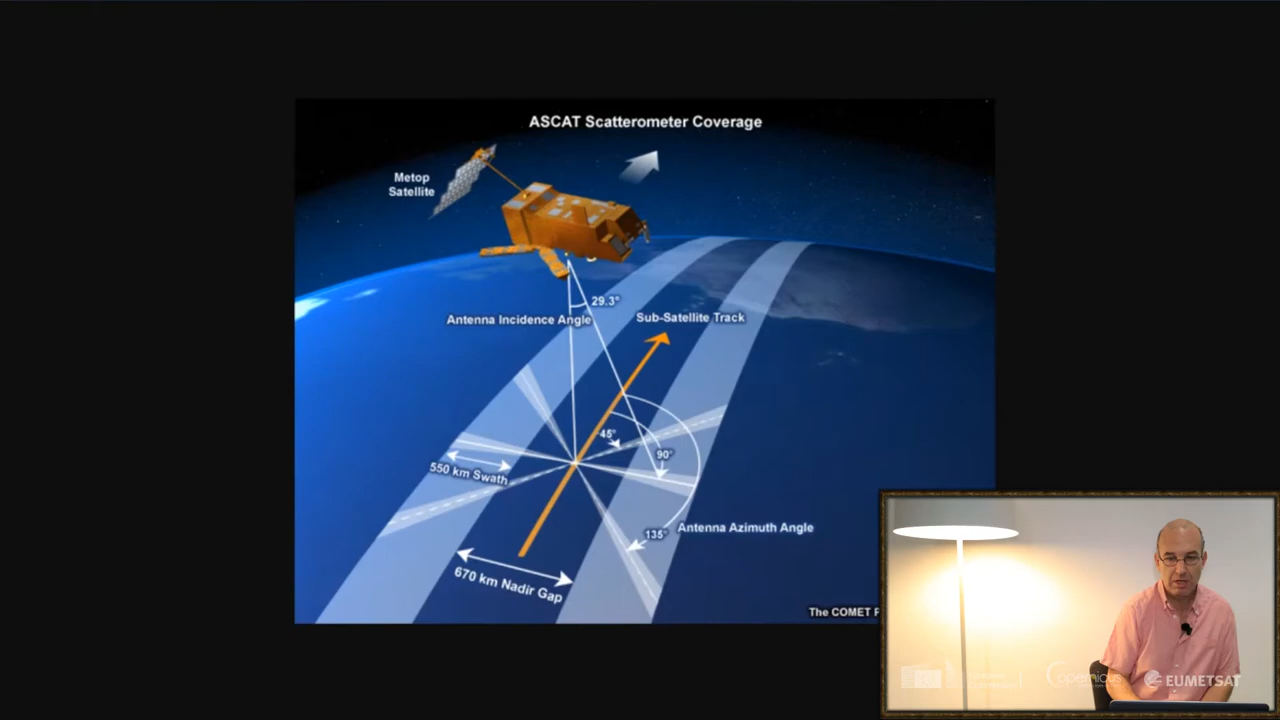 ASCAT Scatterometer Coverage
Metop
Satellite
29.3°
Antenna Incidence Angle
Sub-Satellite Track
45°
90°
550 km Swath
135°
Antenna Azimuth Angle
670 km Nadir Gap
The COMET
Copernicus
EUMETSAT